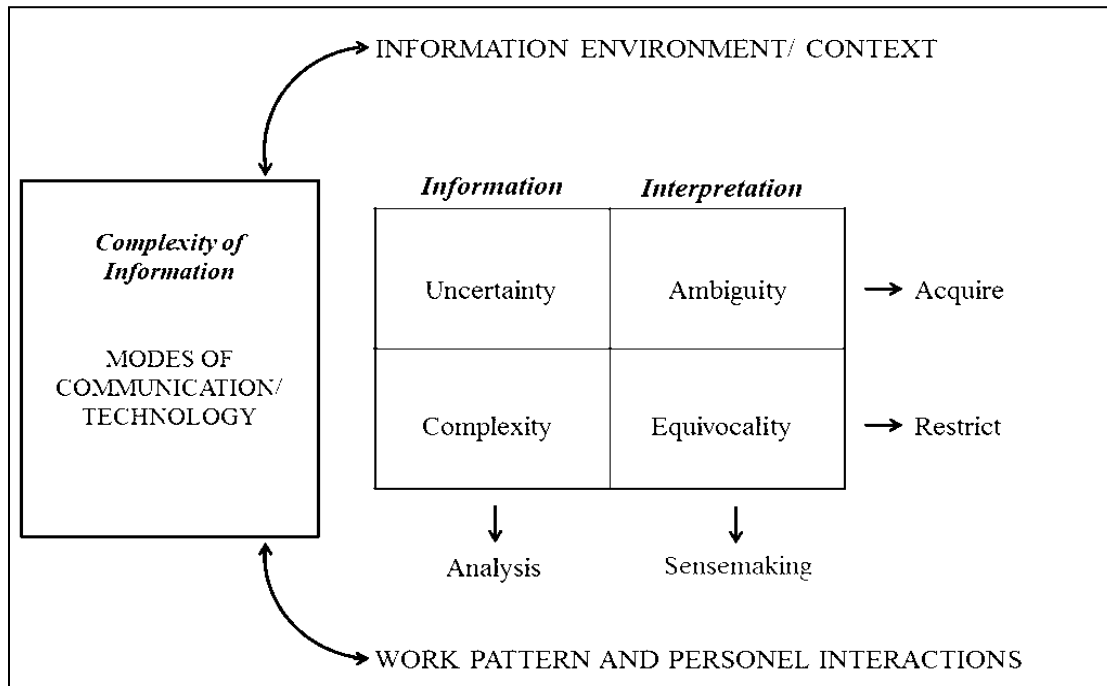 INFORMATION ENVIRONMENT/ CONTEXT
Information
Interpretation
Complexity of
Information
MODES OF
COMMUNICATION/
TECHNOLOGY
Uncertainty
Ambiguity
Acquire
Complexity
Equivocality
Restrict
Analysis
Sensemaking
WORK PATTERN AND PERSONEL INTERACTIONS